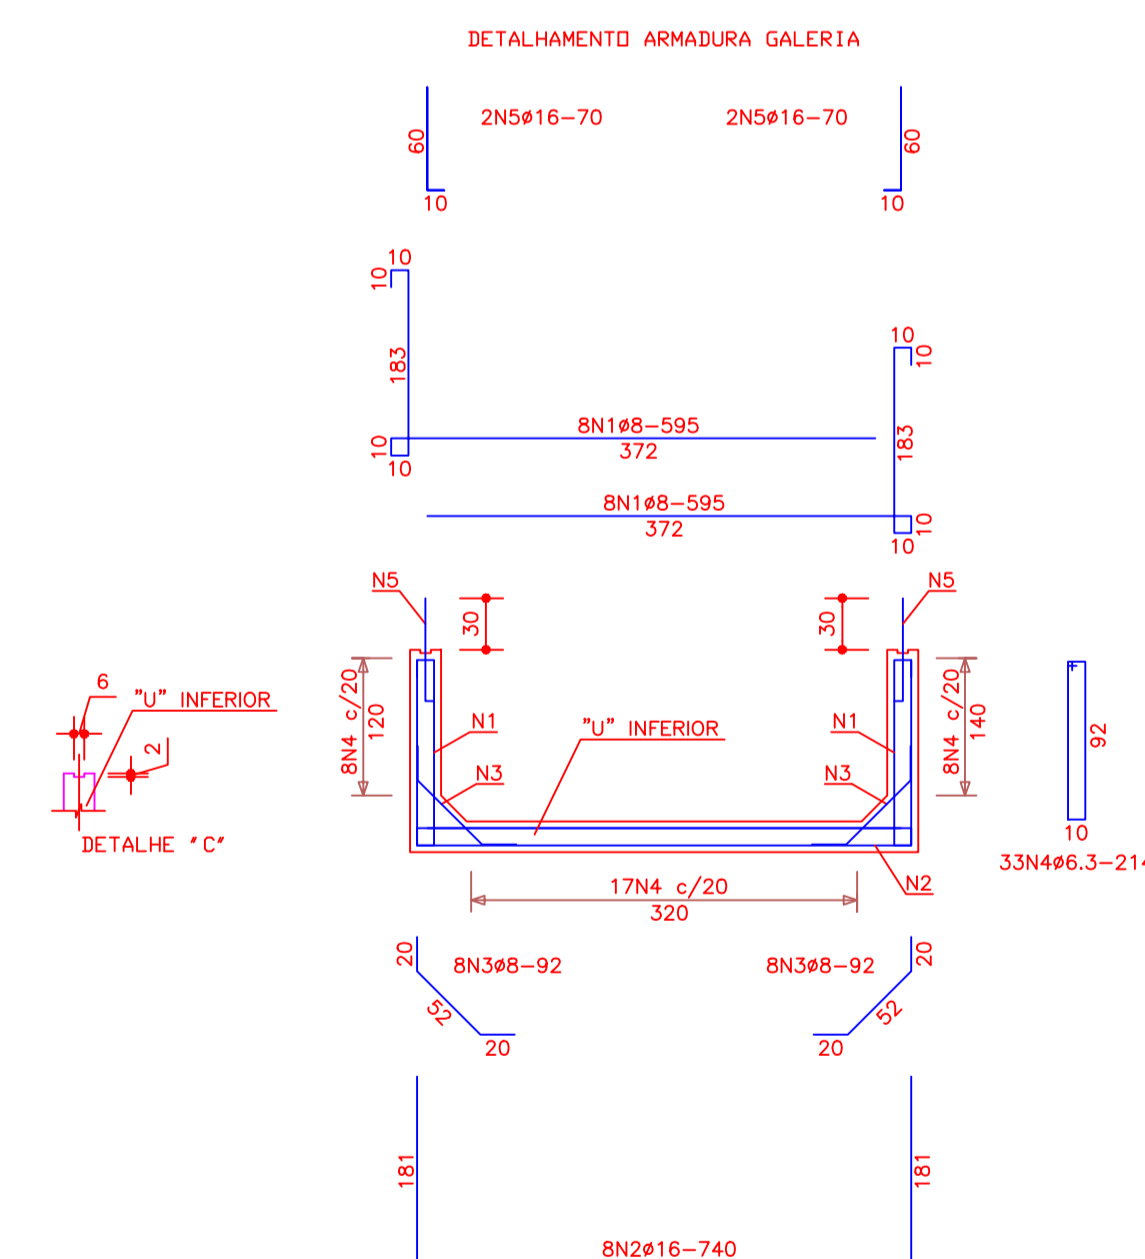 DETALHAMENTO ARMADURA GALERIA
2N5ø16-70
2N5ø16-70
60
60
10
10
10
10
183
10
10
183
8N1ø8-595
372
10
10
8N1ø8-595
372
10
10
N5
N5
30
30
8N4 c/20
120
8N4 c/20
140
N1
N1
"U" INFERIOR
N3
N3
92
10
33N4ø6.3-214
6
"U" INFERIOR
2
DETALHE "C"
17N4 c/20
320
N2
20
8N3ø8-92
8N3ø8-92
20
52
52
20
20
181
181
8N2ø16-740